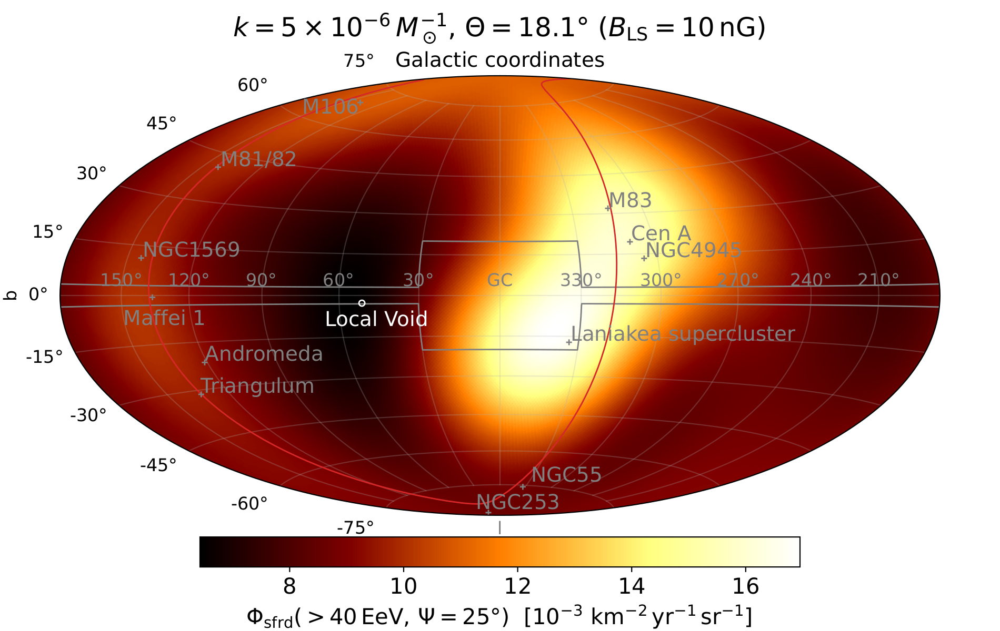 k = 5 × 10⁻⁶ M⊙⁻¹, Θ = 18.1° (B_LS = 10 nG)
75° Galactic coordinates
60°
M106
45°
M81/82
30°
M83
15°
Cen A
NGC1569
NGC4945
150° 120° 90° 60° 30° GC 330° 300° 270° 240° 210°
b 0°
Maffei 1
Local Void
Laniakea supercluster
-15°
Andromeda
Triangulum
-30°
-45°
NGC55
-60°
NGC253
-75°
l
8 10 12 14 16
Φ_sfrd( > 40 EeV, Ψ = 25°) [10⁻³ km⁻² yr⁻¹ sr⁻¹]